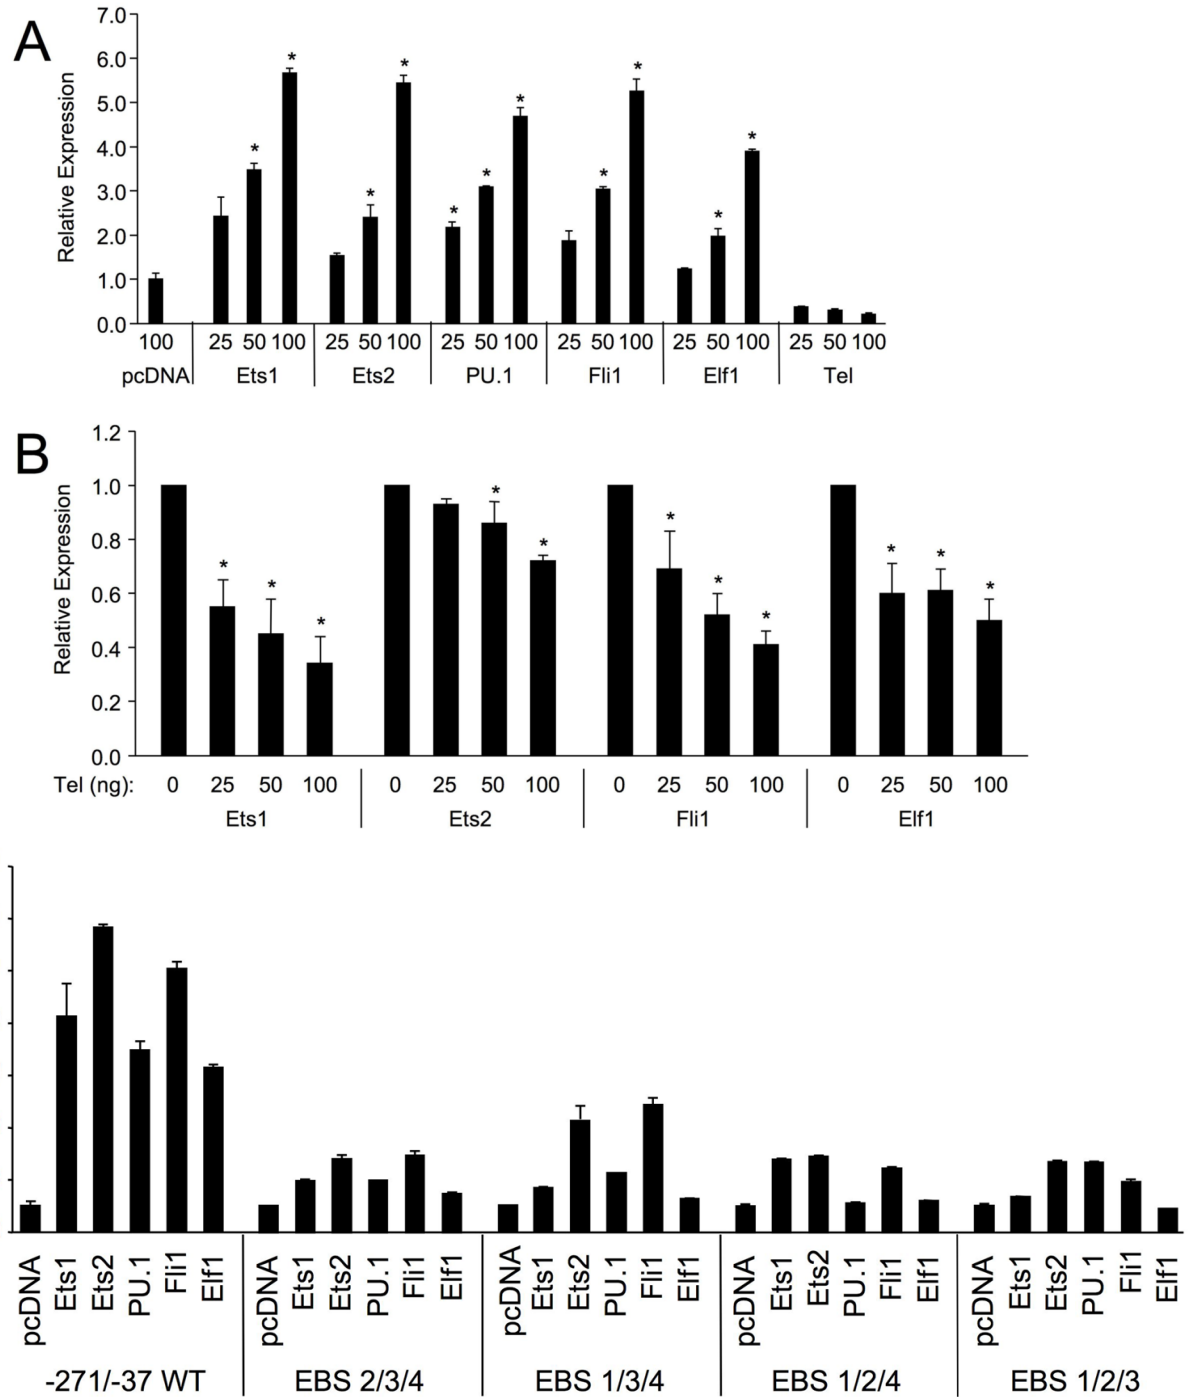 A
7.0
6.0
5.0
4.0
3.0
2.0
1.0
0.0
Relative Expression
* * * * * * * * * * *
100 25 50 100 25 50 100 25 50 100 25 50 100 25 50 100 25 50 100
pcDNA Ets1 Ets2 PU.1 Fli1 Elf1 Tel
B
1.2
1.0
0.8
0.6
0.4
0.2
0.0
Relative Expression
* * * * * * * * * * *
Tel (ng): 0 25 50 100 0 25 50 100 0 25 50 100 0 25 50 100
Ets1 Ets2 Fli1 Elf1
pcDNA Ets1 Ets2 PU.1 Fli1 Elf1 pcDNA Ets1 Ets2 PU.1 Fli1 Elf1 pcDNA Ets1 Ets2 PU.1 Fli1 Elf1 pcDNA Ets1 Ets2 PU.1 Fli1 Elf1 pcDNA Ets1 Ets2 PU.1 Fli1 Elf1
-271/-37 WT EBS 2/3/4 EBS 1/3/4 EBS 1/2/4 EBS 1/2/3